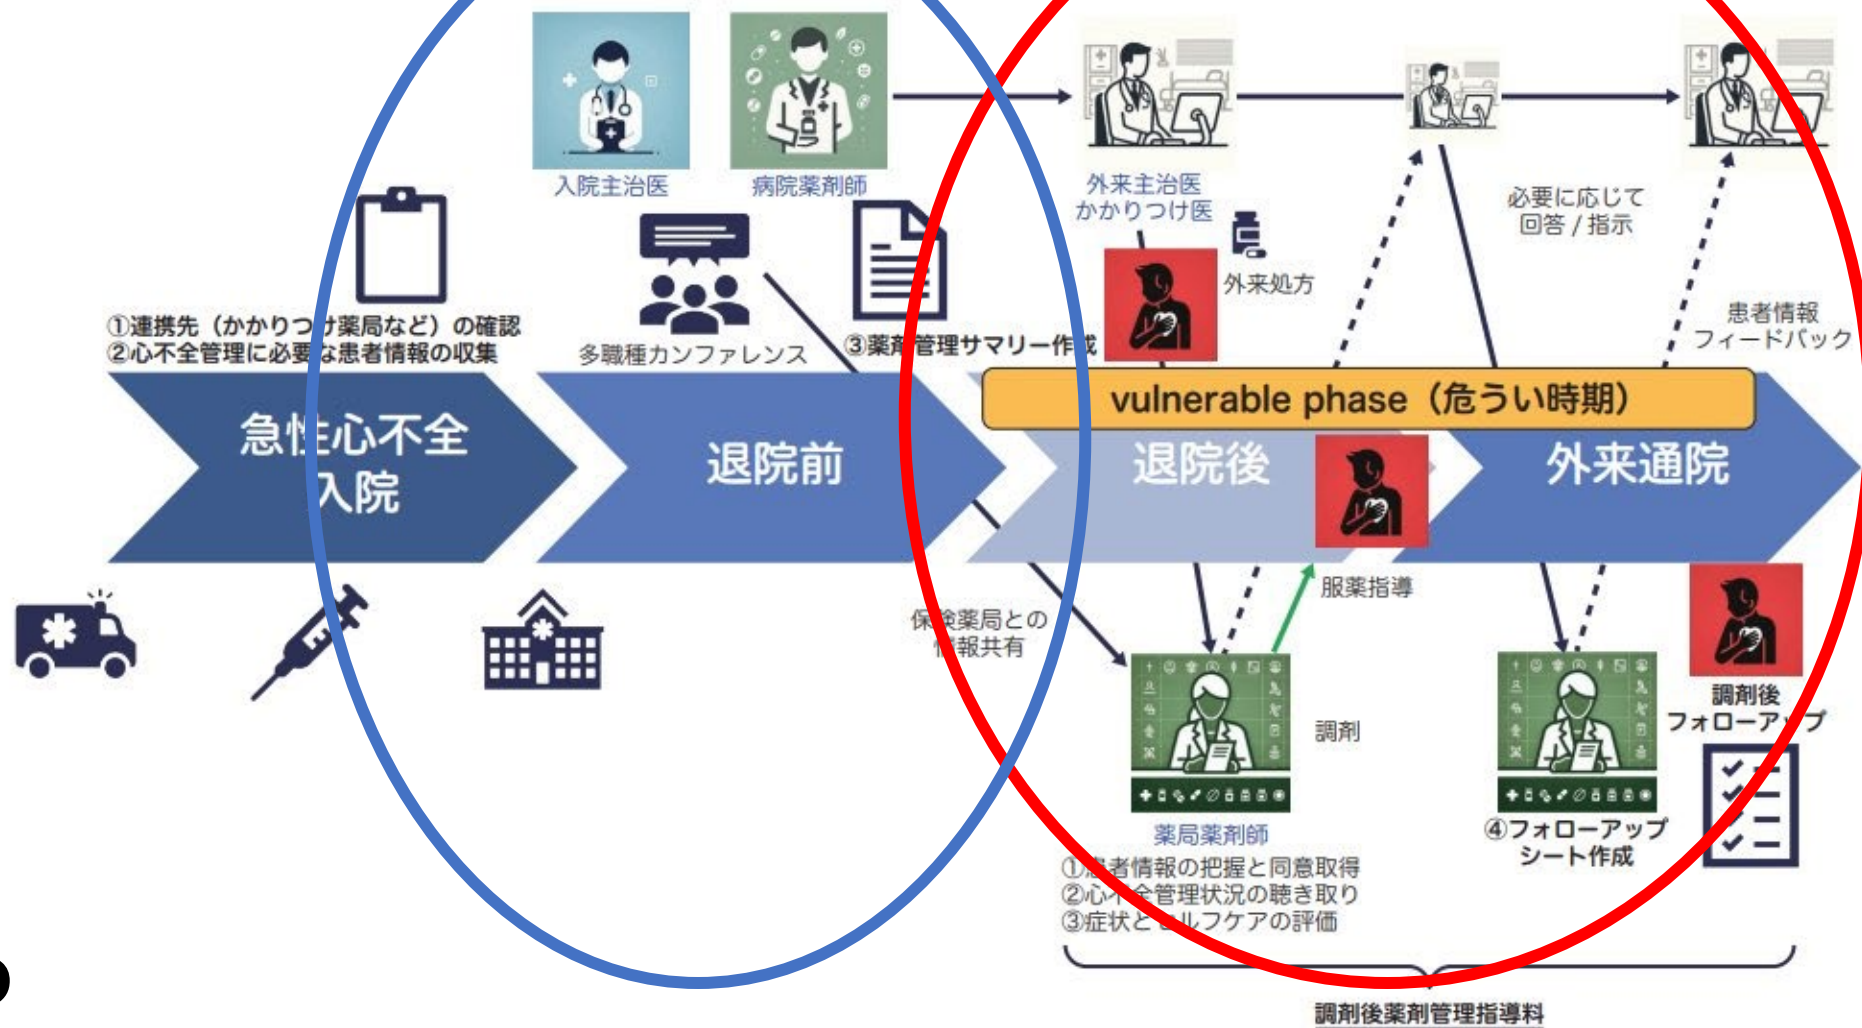 入院主治医
病院薬剤師
外来主治医
かかりつけ医
外来処方
必要に応じて
回答 / 指示
患者情報
フィードバック
①連携先（かかりつけ薬局など）の確認
②心不全管理に必要な患者情報の収集
多職種カンファレンス
③薬剤管理サマリー作成
vulnerable phase（危うい時期）
急性心不全
入院
退院前
退院後
外来通院
保険薬局との
情報共有
服薬指導
調剤
薬局薬剤師
①患者情報の把握と同意取得
②心不全管理状況の聴き取り
③症状とセルフケアの評価
④フォローアップ
シート作成
調剤後
フォローアップ
調剤後薬剤管理指導料